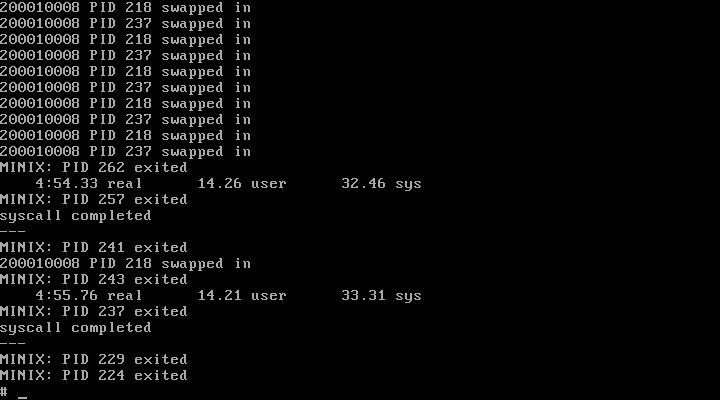 200010008 PID 218 swapped in
200010008 PID 237 swapped in
200010008 PID 218 swapped in
200010008 PID 237 swapped in
200010008 PID 218 swapped in
200010008 PID 237 swapped in
200010008 PID 218 swapped in
200010008 PID 237 swapped in
200010008 PID 218 swapped in
200010008 PID 237 swapped in
MINIX: PID 262 exited
    4:54.33 real      14.26 user      32.46 sys
MINIX: PID 257 exited
syscall completed
---
MINIX: PID 241 exited
200010008 PID 218 swapped in
MINIX: PID 243 exited
    4:55.76 real      14.21 user      33.31 sys
MINIX: PID 237 exited
syscall completed
---
MINIX: PID 229 exited
MINIX: PID 224 exited
# _